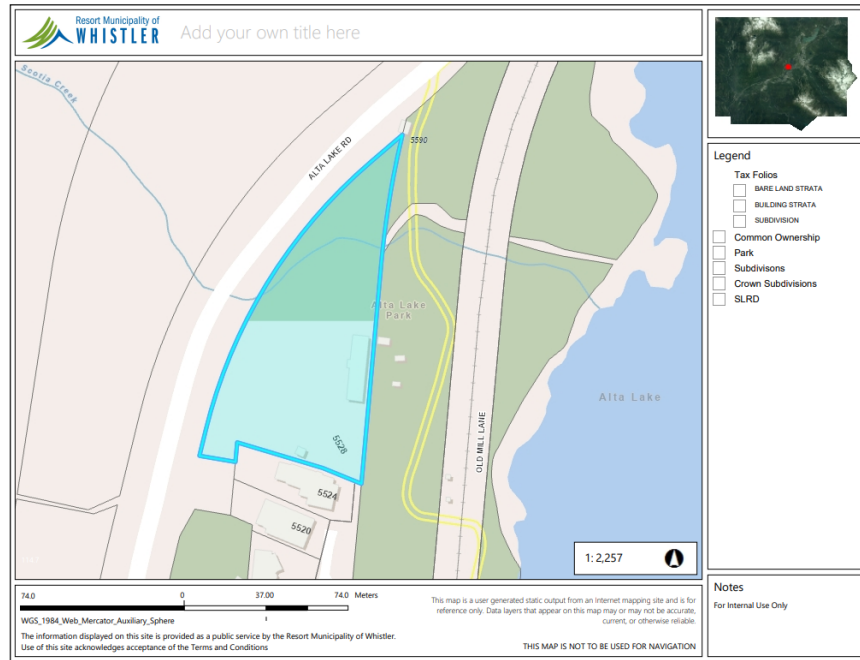 Resort Municipality of
WHISTLER
Add your own title here
Scotia Creek
ALTA LAKE RD
5590
Alta Lake
Park
Alta Lake
OLD MILL LANE
5528
5524
5520
1: 2,257
Legend
Tax Folios
BARE LAND STRATA
BUILDING STRATA
SUBDIVISION
Common Ownership
Park
Subdivisons
Crown Subdivisions
SLRD
74.0
0
37.00
74.0 Meters
WGS_1984_Web_Mercator_Auxiliary_Sphere
The information displayed on this site is provided as a public service by the Resort Municipality of Whistler.
Use of this site acknowledges acceptance of the Terms and Conditions
This map is a user generated static output from an Internet mapping site and is for
reference only. Data layers that appear on this map may or may not be accurate,
current, or otherwise reliable.
THIS MAP IS NOT TO BE USED FOR NAVIGATION
Notes
For Internal Use Only